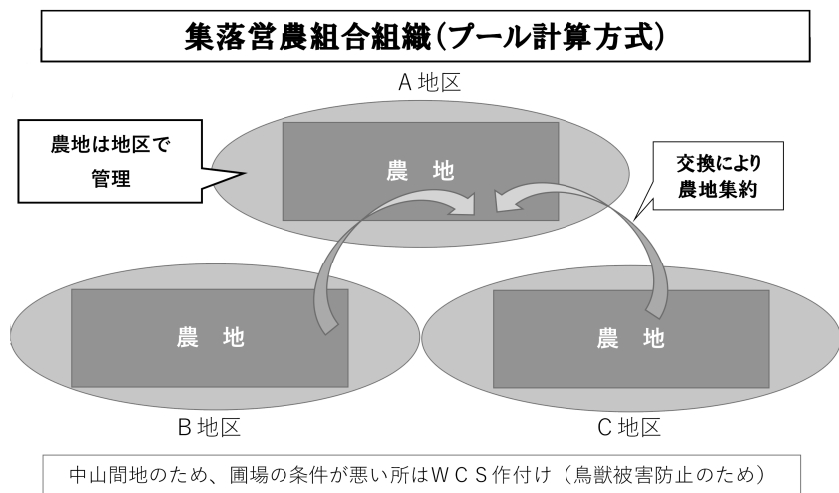 集落営農組合組織(プール計算方式)
A地区
農地は地区で
管理
農　地
交換により
農地集約
農　地
農　地
B地区
C地区
中山間地のため、圃場の条件が悪い所はWCS作付け（鳥獣被害防止のため）